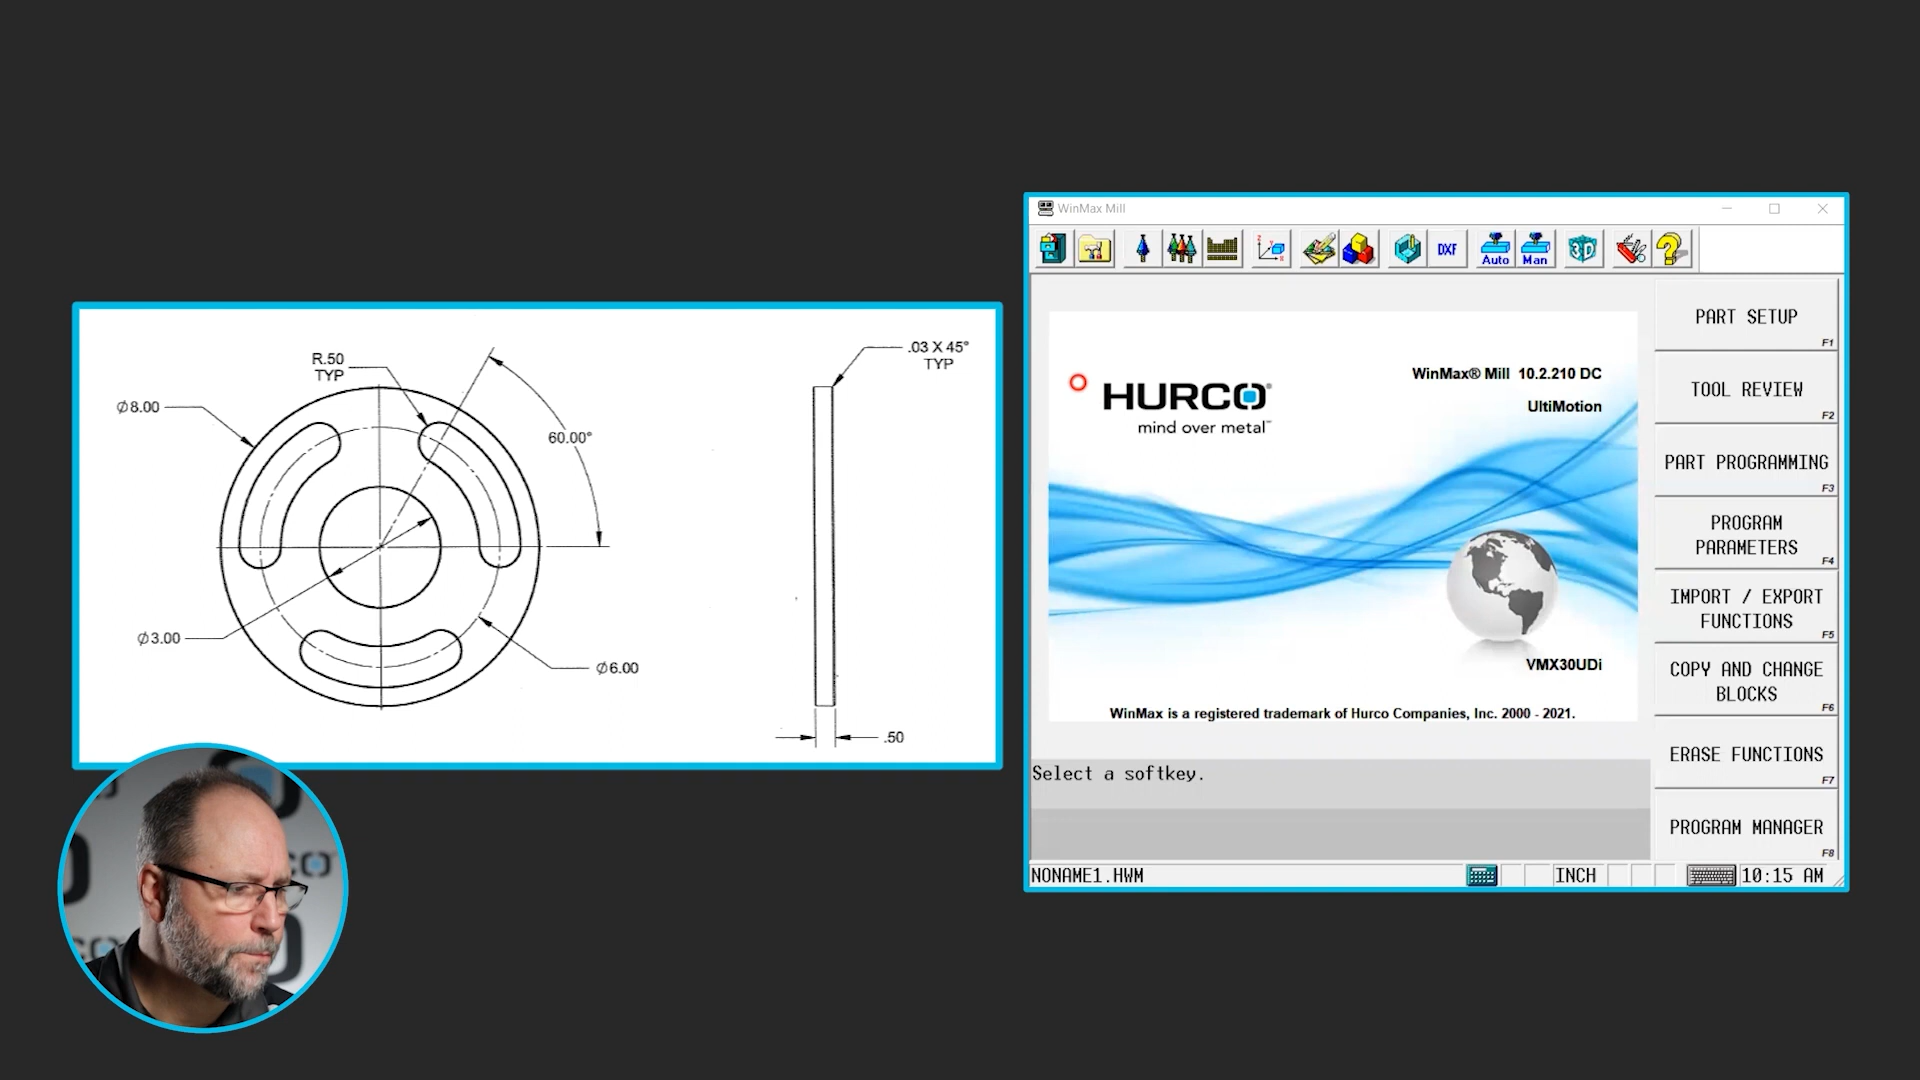 R.50
TYP
Ø8.00
60.00°
Ø3.00
Ø6.00
.03 X 45°
TYP
.50
WinMax Mill
DXF
Auto
Man
3D
HURCO
mind over metal™
WinMax® Mill 10.2.210 DC
UltiMotion
VMX30UDi
WinMax is a registered trademark of Hurco Companies, Inc. 2000 - 2021.
PART SETUP
F1
TOOL REVIEW
F2
PART PROGRAMMING
F3
PROGRAM
PARAMETERS
F4
IMPORT / EXPORT
FUNCTIONS
F5
COPY AND CHANGE
BLOCKS
F6
ERASE FUNCTIONS
F7
PROGRAM MANAGER
F8
Select a softkey.
NONAME1.HWM
INCH
10:15 AM